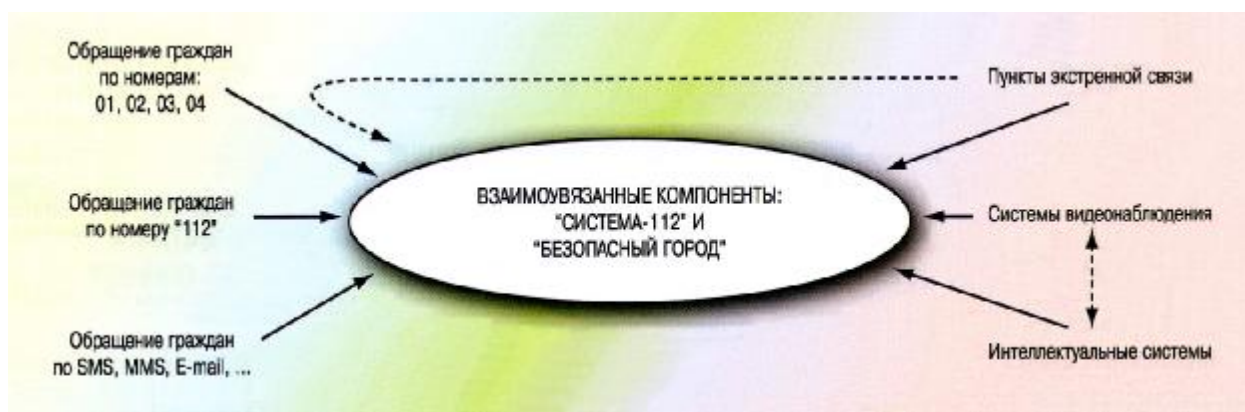 Обращение граждан
по номерам:
01, 02, 03, 04
Обращение граждан
по номеру "112"
Обращение граждан
по SMS, MMS, E-mail, ...
ВЗАИМОУВЯЗАННЫЕ КОМПОНЕНТЫ:
"СИСТЕМА-112" И
"БЕЗОПАСНЫЙ ГОРОД"
Пункты экстренной связи
Системы видеонаблюдения
Интеллектуальные системы